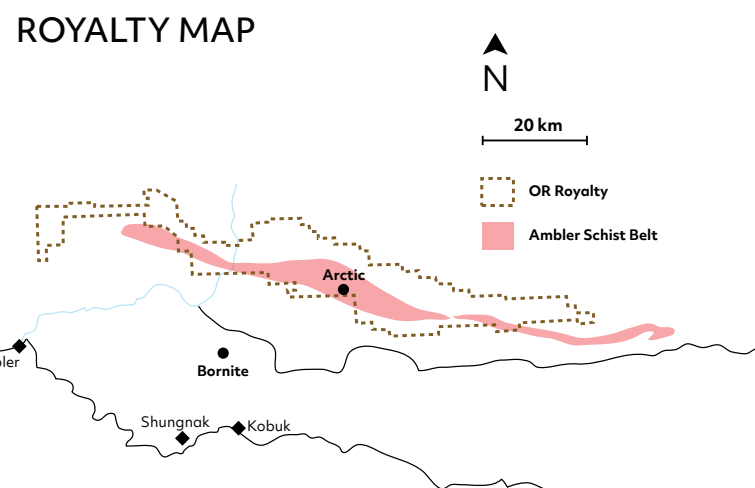 ROYALTY MAP
N
20 km
OR Royalty
Ambler Schist Belt
Arctic
Bornite
Shungnak
Kobuk